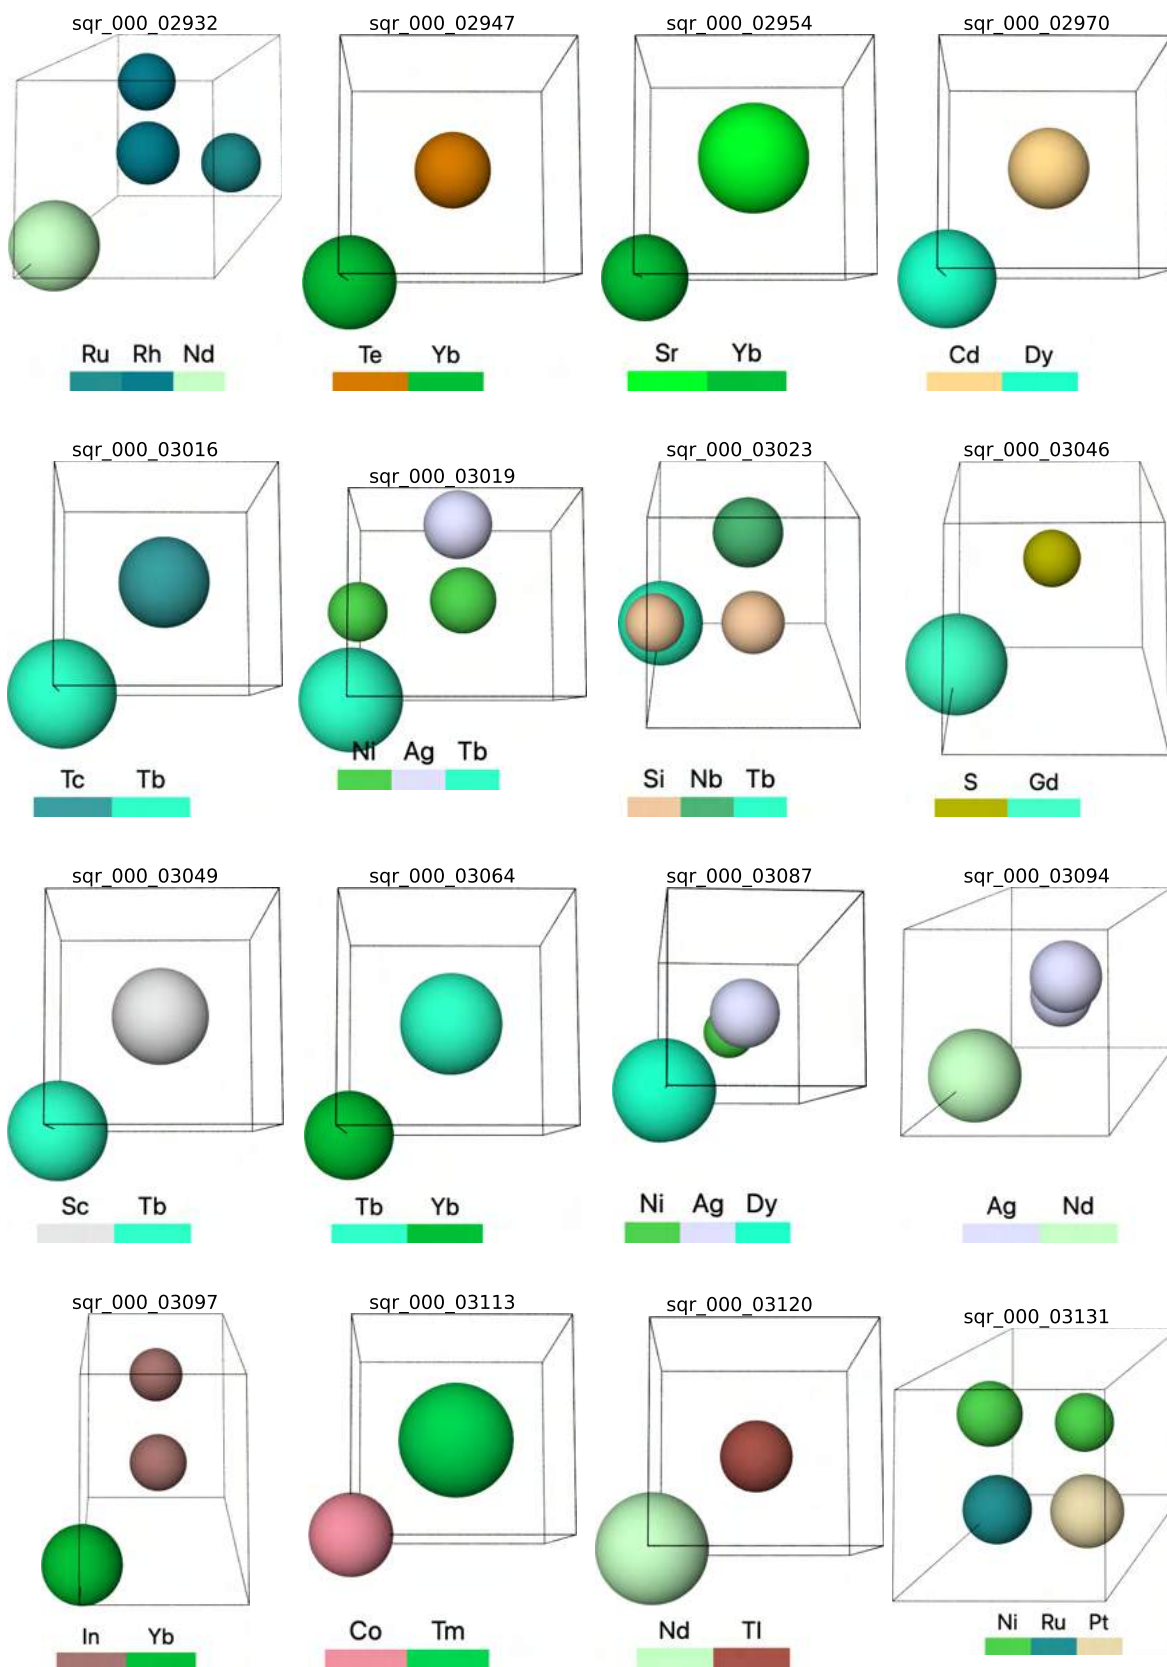 sqr_000_02932 sqr_000_02947 sqr_000_02954 sqr_000_02970
Ru Rh Nd Te Yb Sr Yb Cd Dy
sqr_000_03016 sqr_000_03019 sqr_000_03023 sqr_000_03046
Tc Tb Ni Ag Tb Si Nb Tb S Gd
sqr_000_03049 sqr_000_03064 sqr_000_03087 sqr_000_03094
Sc Tb Tb Yb Ni Ag Dy Ag Nd
sqr_000_03097 sqr_000_03113 sqr_000_03120 sqr_000_03131
In Yb Co Tm Nd Tl Ni Ru Pt